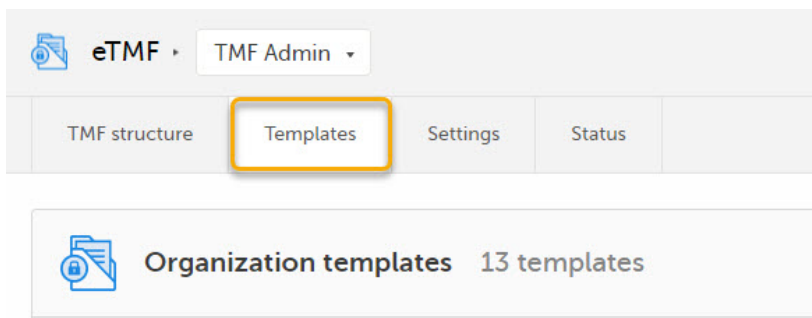 eTMF TMF Admin
TMF structure Templates Settings Status
Organization templates 13 templates